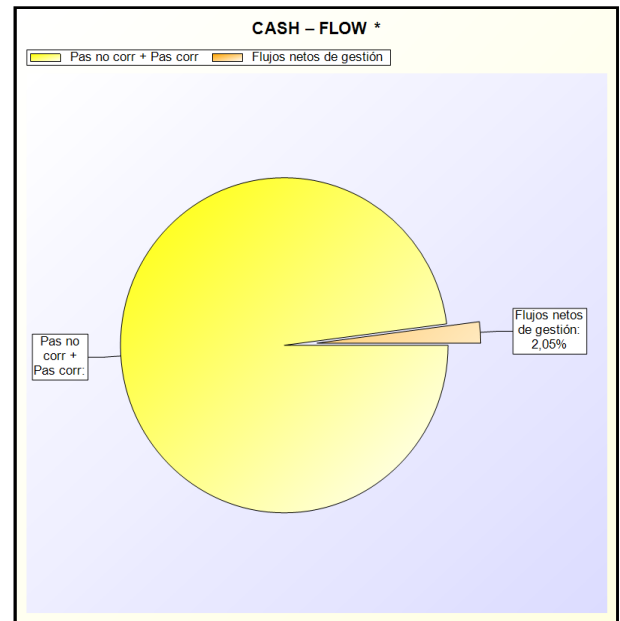 CASH – FLOW *
Pas no corr + Pas corr
Flujos netos de gestión
Flujos netos
de gestión:
2,05%
Pas no
corr +
Pas corr: